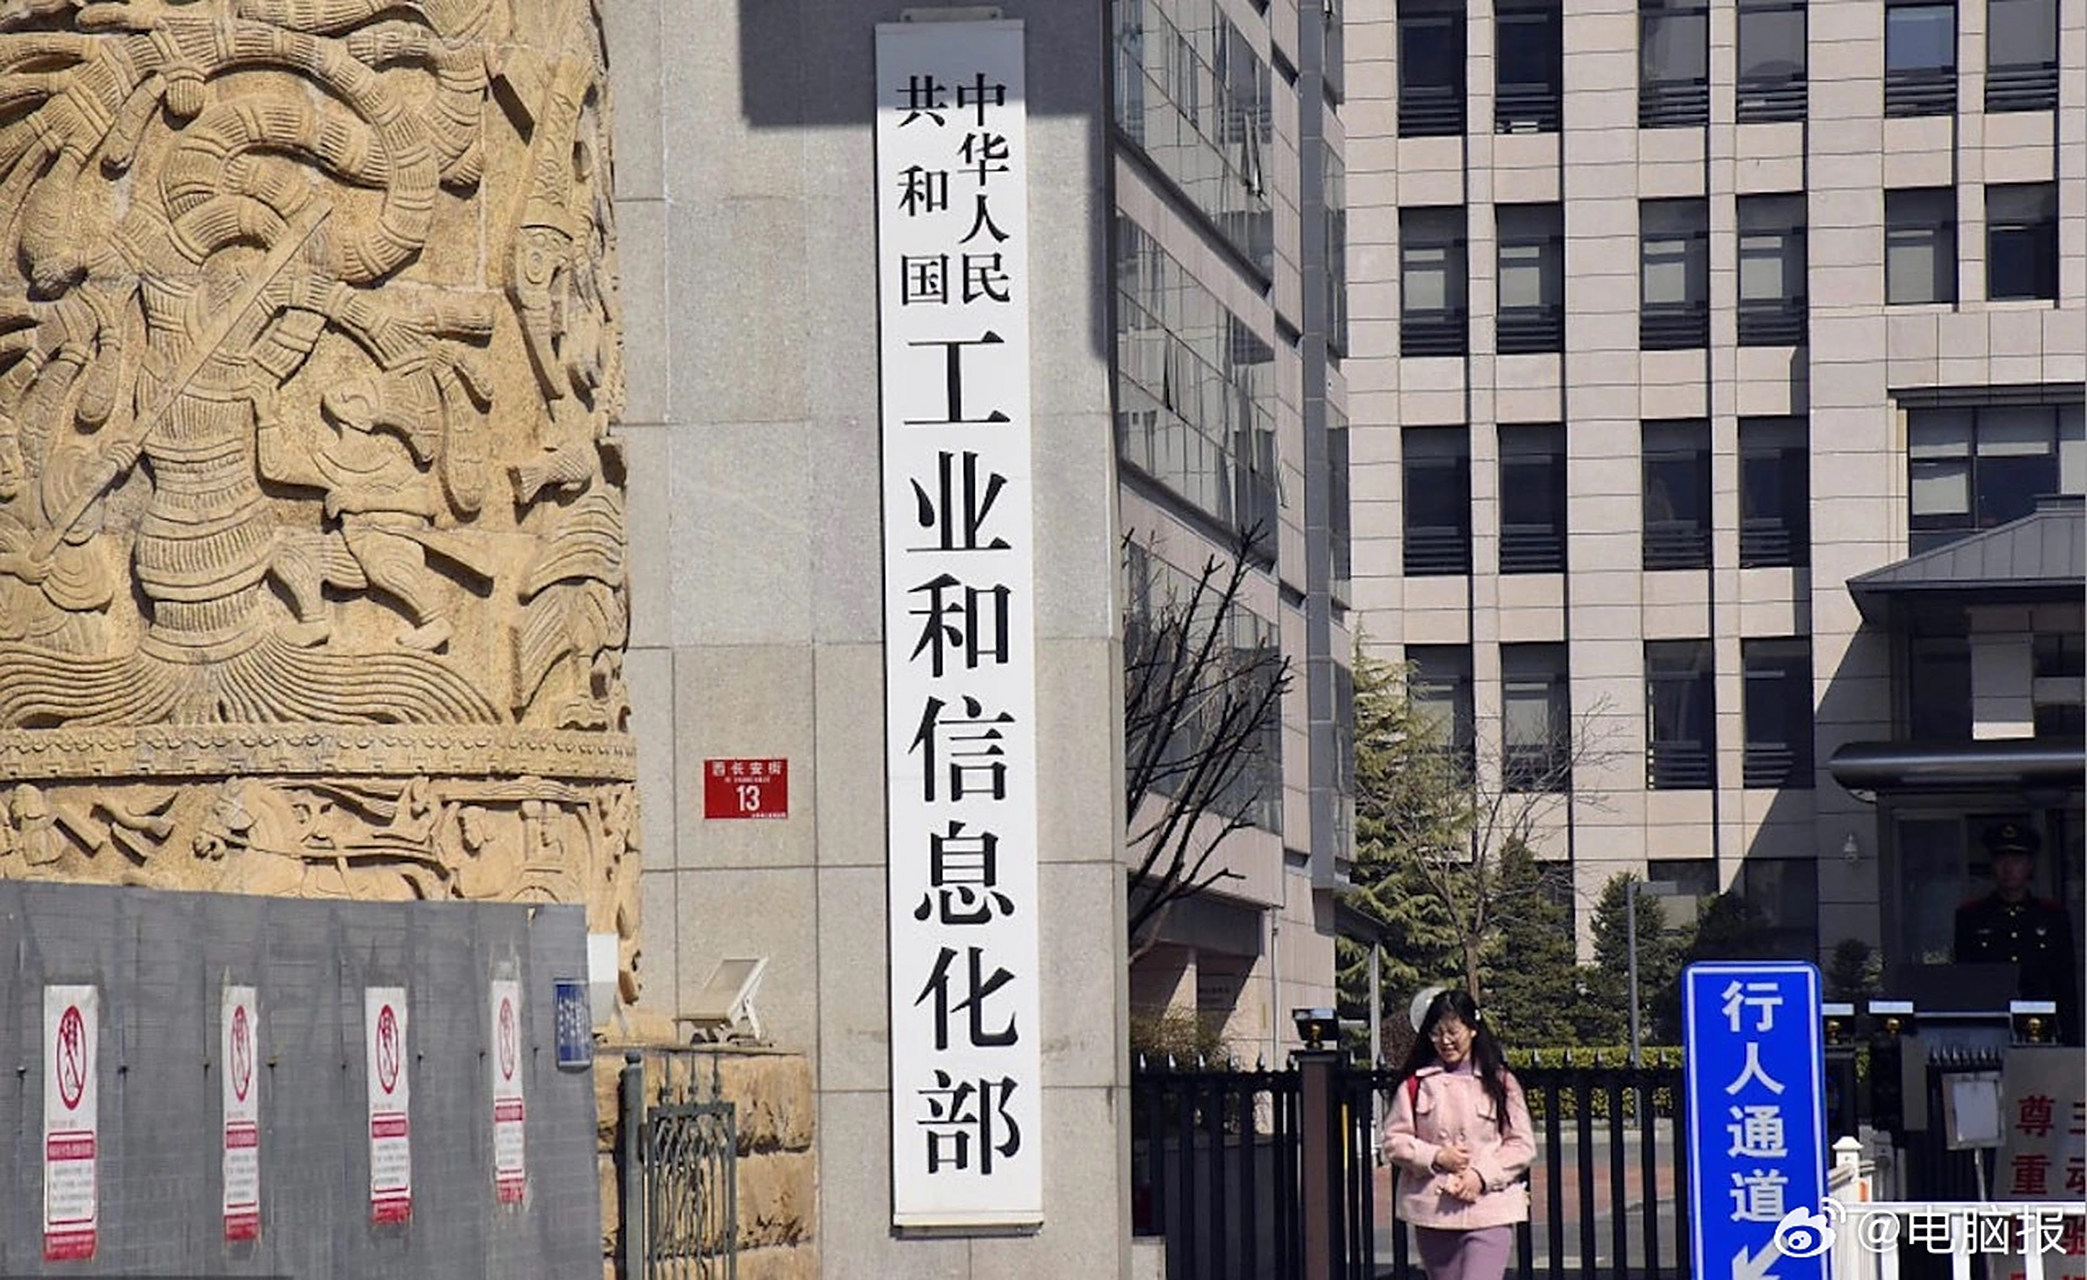 中华人民
共和国
工业和信息化部
西长安街
13
行人通道
尊
重
@电脑报